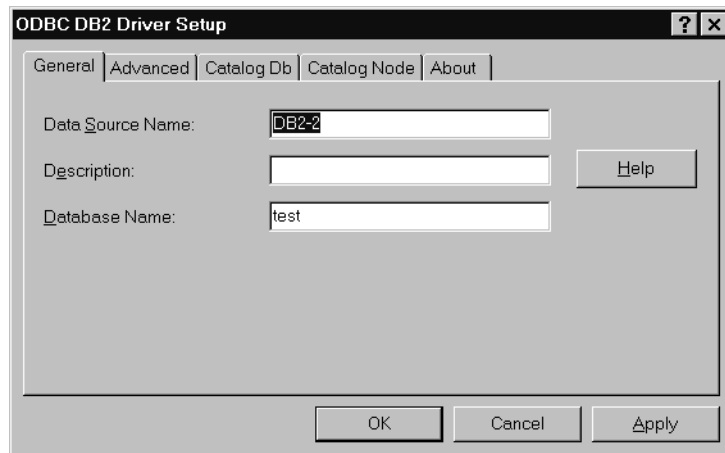 ODBC DB2 Driver Setup
? ×
General Advanced Catalog Db Catalog Node About
Data Source Name: DB2-2
Description:
Help
Database Name: test
OK Cancel Apply